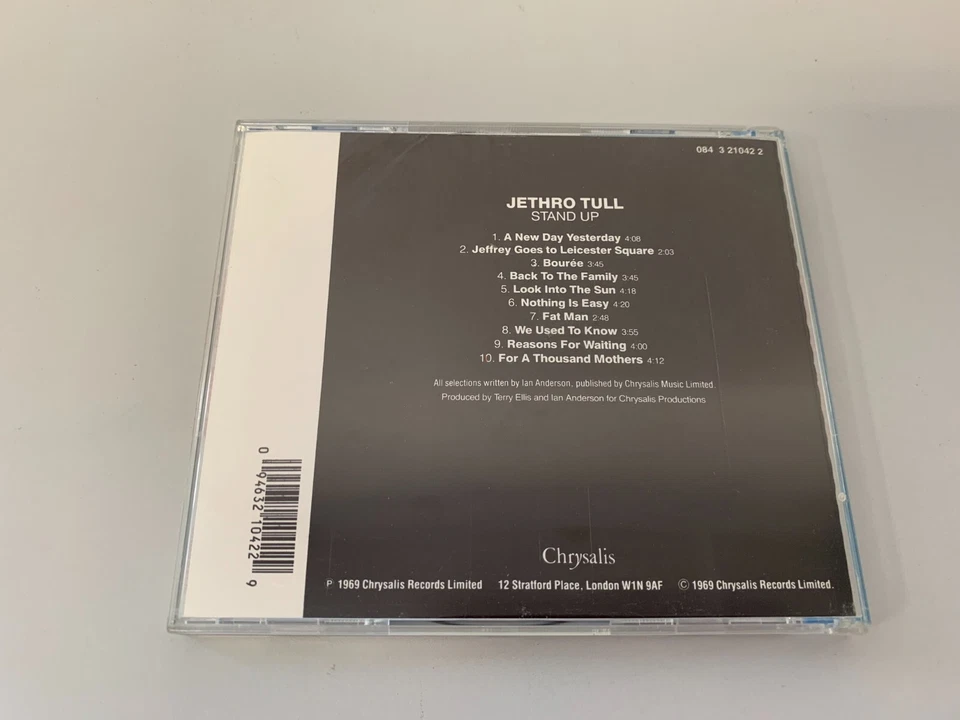 084 3 21042 2
JETHRO TULL
STAND UP
1. A New Day Yesterday 4:08
2. Jeffrey Goes to Leicester Square 2:03
3. Bourée 3:45
4. Back To The Family 3:45
5. Look Into The Sun 4:18
6. Nothing Is Easy 4:20
7. Fat Man 2:48
8. We Used To Know 3:55
9. Reasons For Waiting 4:00
10. For A Thousand Mothers 4:12
All selections written by Ian Anderson, published by Chrysalis Music Limited.
Produced by Terry Ellis and Ian Anderson for Chrysalis Productions
Chrysalis
℗ 1969 Chrysalis Records Limited 12 Stratford Place, London W1N 9AF © 1969 Chrysalis Records Limited.
0 94632 10422 9